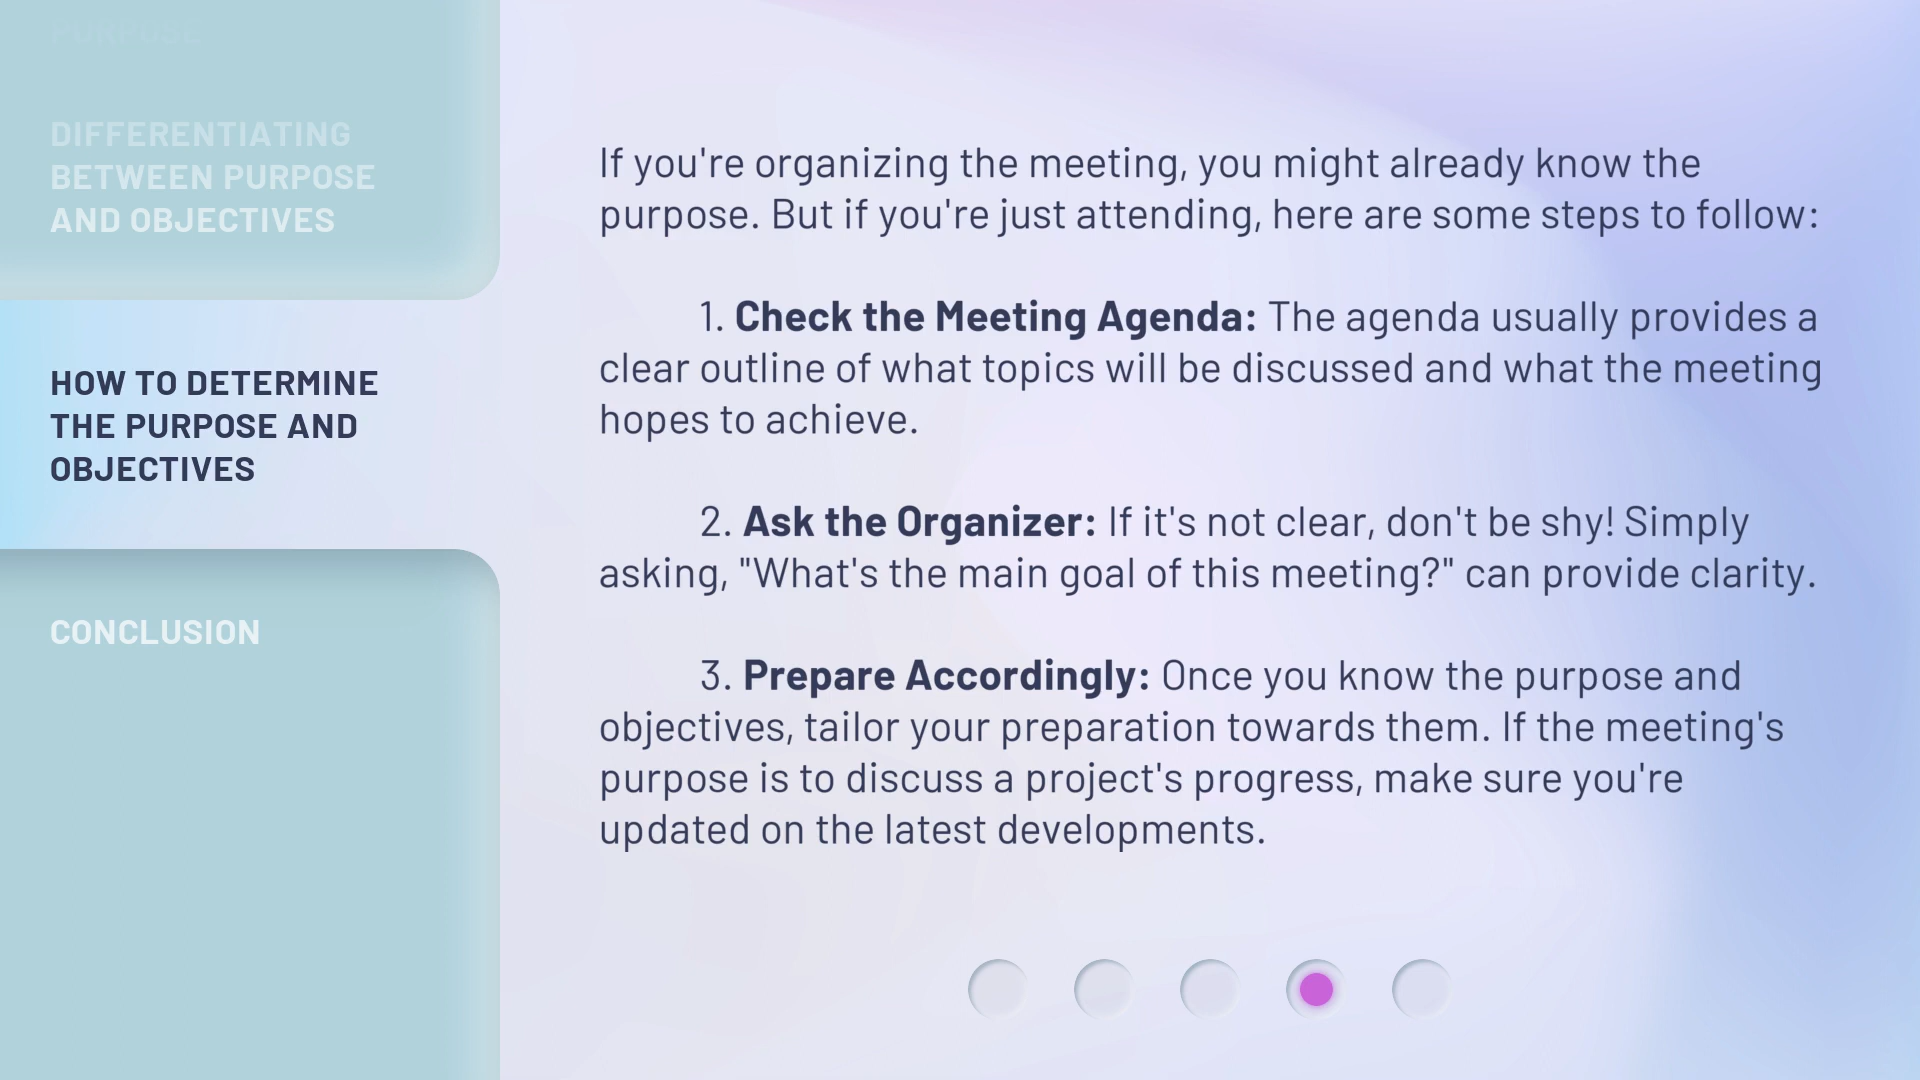 PURPOSE
DIFFERENTIATING
BETWEEN PURPOSE
AND OBJECTIVES
HOW TO DETERMINE
THE PURPOSE AND
OBJECTIVES
CONCLUSION
If you're organizing the meeting, you might already know the
purpose. But if you're just attending, here are some steps to follow:
1. Check the Meeting Agenda: The agenda usually provides a
clear outline of what topics will be discussed and what the meeting
hopes to achieve.
2. Ask the Organizer: If it's not clear, don't be shy! Simply
asking, "What's the main goal of this meeting?" can provide clarity.
3. Prepare Accordingly: Once you know the purpose and
objectives, tailor your preparation towards them. If the meeting's
purpose is to discuss a project's progress, make sure you're
updated on the latest developments.